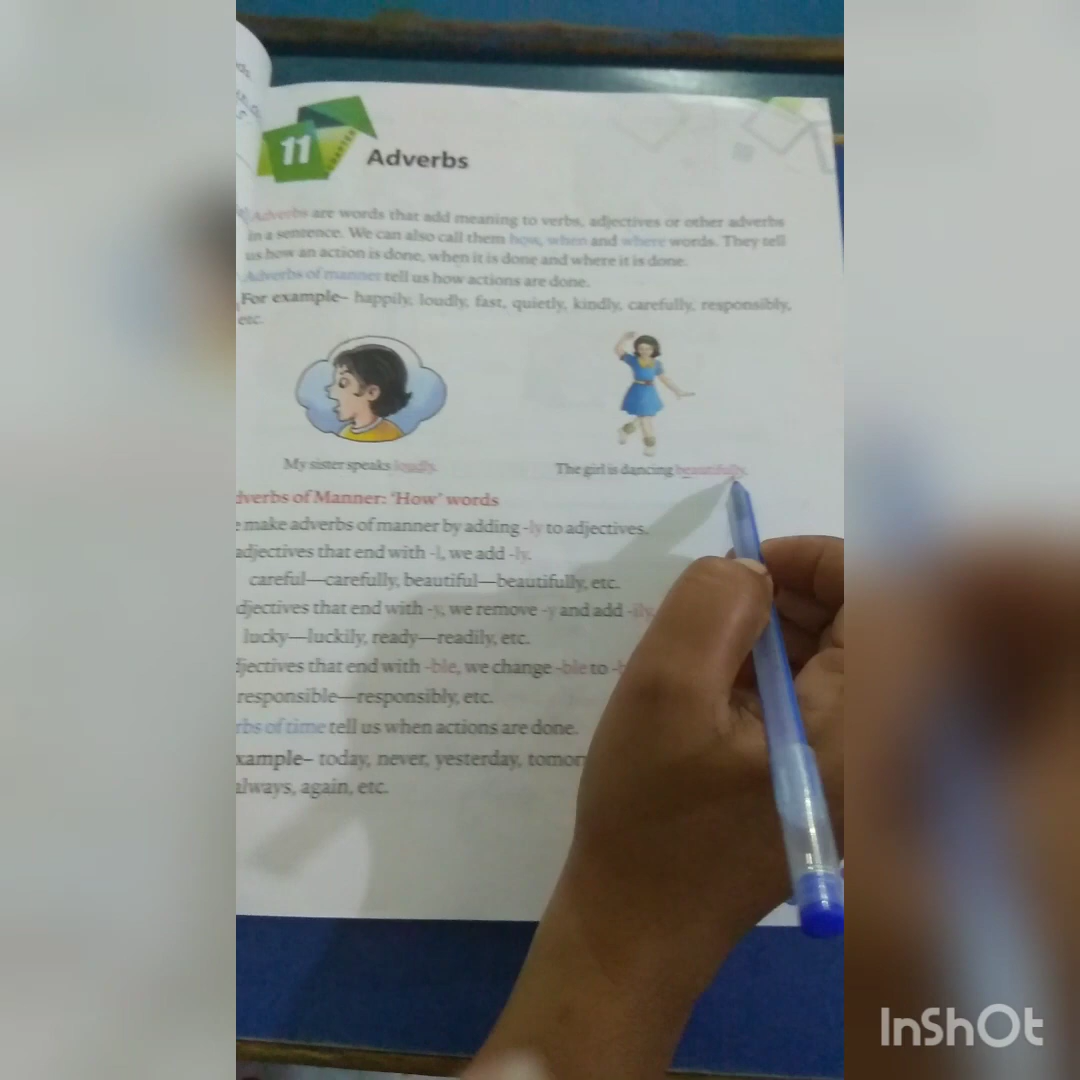 11
CHAPTER
Adverbs
Adverbs are words that add meaning to verbs, adjectives or other adverbs
in a sentence. We can also call them how, when and where words. They tell
us how an action is done, when it is done and where it is done.
Adverbs of manner tell us how actions are done.
For example– happily, loudly, fast, quietly, kindly, carefully, responsibly,
etc.
My sister speaks loudly.
The girl is dancing beautifully.
dverbs of Manner: 'How' words
e make adverbs of manner by adding -ly to adjectives.
adjectives that end with -l, we add -ly.
careful—carefully, beautiful—beautifully, etc.
djectives that end with -y, we remove -y and add -ily.
lucky—luckily, ready—readily, etc.
djectives that end with -ble, we change -ble to -b
responsible—responsibly, etc.
rbs of time tell us when actions are done.
xample– today, never, yesterday, tomor
always, again, etc.
InShOt